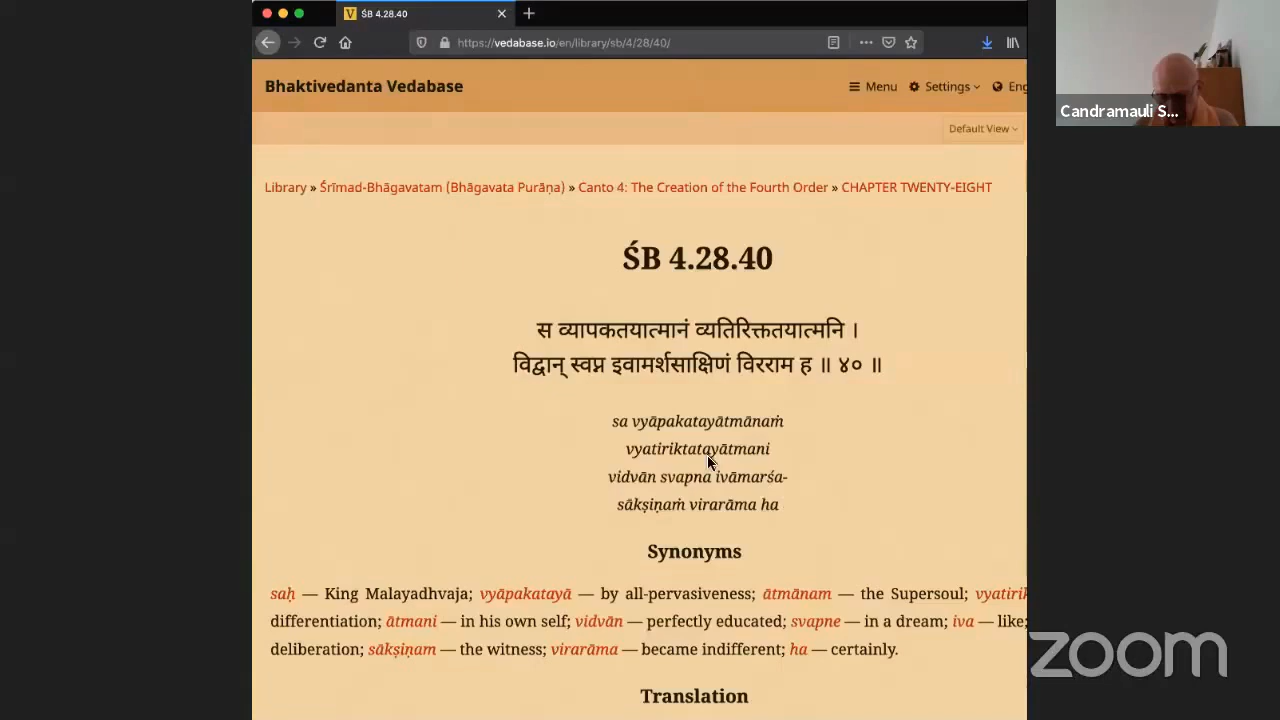 ŚB 4.28.40
https://vedabase.io/en/library/sb/4/28/40/
Bhaktivedanta Vedabase
Menu Settings Eng
Default View
Library » Śrīmad-Bhāgavatam (Bhāgavata Purāṇa) » Canto 4: The Creation of the Fourth Order » CHAPTER TWENTY-EIGHT
ŚB 4.28.40
स व्यापकतयात्मानं व्यतिरिक्ततयात्मनि ।
विद्वान् स्वप्न इवामर्शसाक्षिणं विरराम ह ॥ ४० ॥
sa vyāpakatayātmānaṁ
vyatiriktatayātmani
vidvān svapna ivāmarśa-
sākṣiṇaṁ virarāma ha
Synonyms
saḥ — King Malayadhvaja; vyāpakatayā — by all-pervasiveness; ātmānam — the Supersoul; vyatirik
differentiation; ātmani — in his own self; vidvān — perfectly educated; svapne — in a dream; iva — like;
deliberation; sākṣiṇam — the witness; virarāma — became indifferent; ha — certainly.
Translation
Candramauli S...
zoom